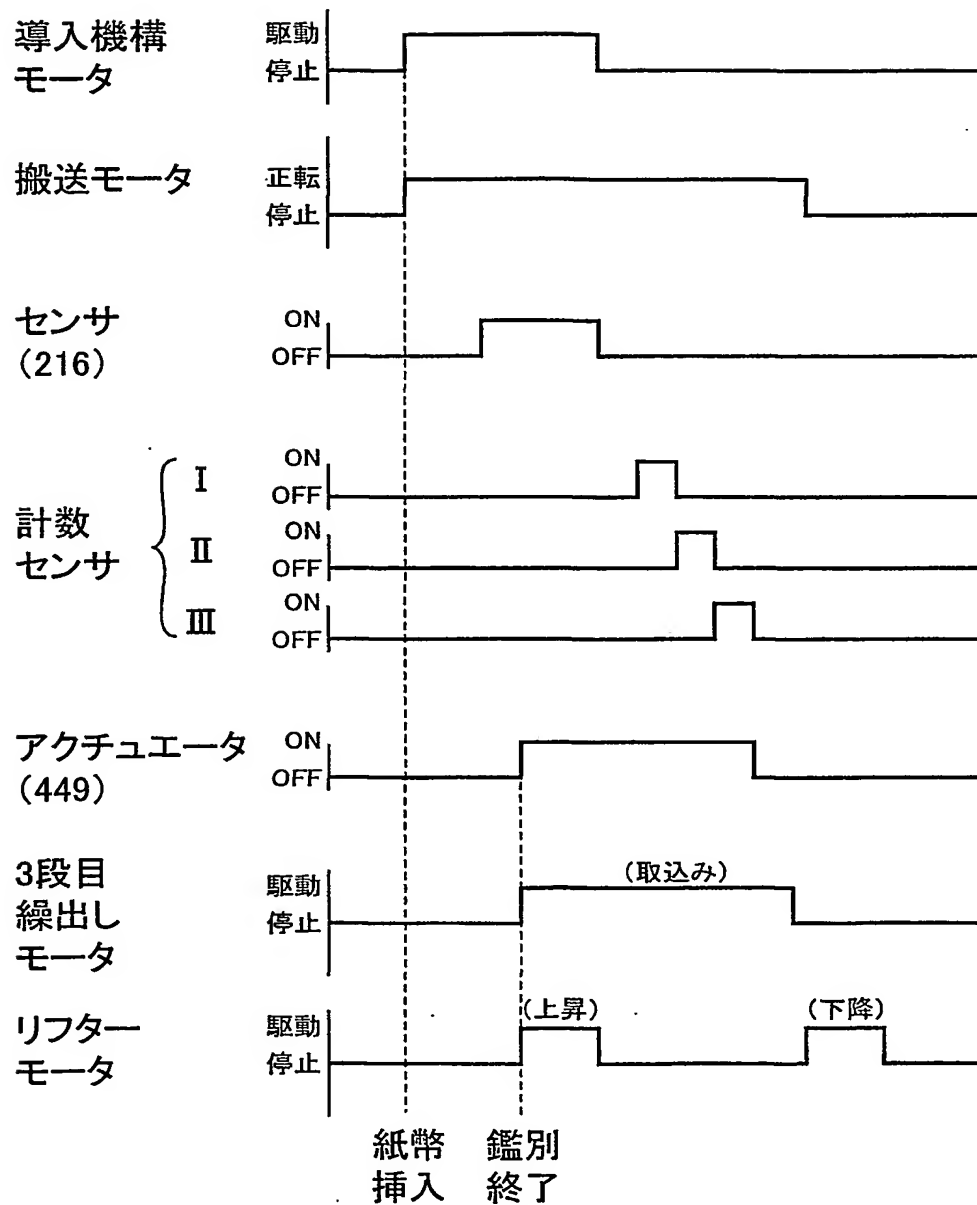 導入機構
モータ
駆動
停止
搬送モータ
正転
停止
センサ
(216)
ON
OFF
計数
センサ
I
ON
OFF
II
ON
OFF
III
ON
OFF
アクチュエータ
(449)
ON
OFF
3段目
繰出し
モータ
駆動
停止
(取込み)
リフター
モータ
駆動
停止
(上昇)
(下降)
紙幣
挿入
鑑別
終了